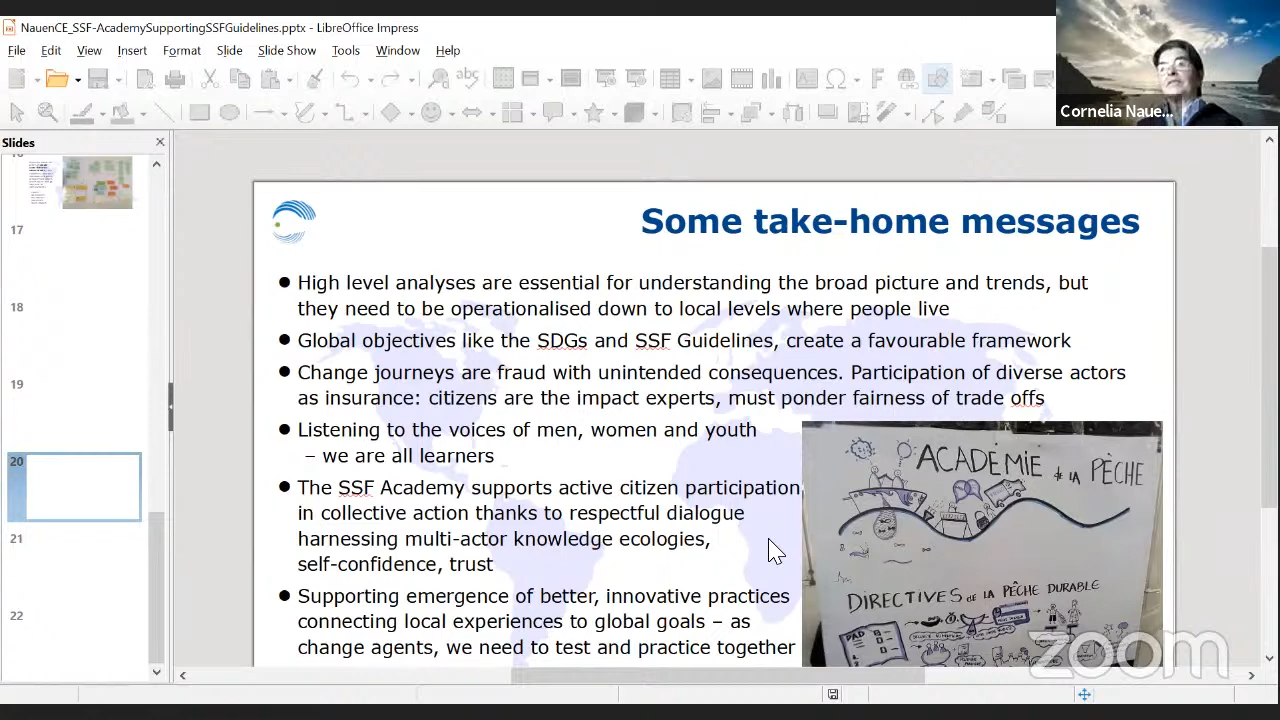 NauenCE_SSF-AcademySupportingSSFGuidelines.pptx - LibreOffice Impress
File Edit View Insert Format Slide Slide Show Tools Window Help
Cornelia Naue...
Slides
17
18
19
20
21
22
Some take-home messages
● High level analyses are essential for understanding the broad picture and trends, but
they need to be operationalised down to local levels where people live
● Global objectives like the SDGs and SSF Guidelines, create a favourable framework
● Change journeys are fraud with unintended consequences. Participation of diverse actors
as insurance: citizens are the impact experts, must ponder fairness of trade offs
● Listening to the voices of men, women and youth
– we are all learners
● The SSF Academy supports active citizen participation
in collective action thanks to respectful dialogue
harnessing multi-actor knowledge ecologies,
self-confidence, trust
● Supporting emergence of better, innovative practices
connecting local experiences to global goals – as
change agents, we need to test and practice together
ACADÉMIE de LA PÊCHE
DIRECTIVES de LA PÊCHE DURABLE
PAD
zoom